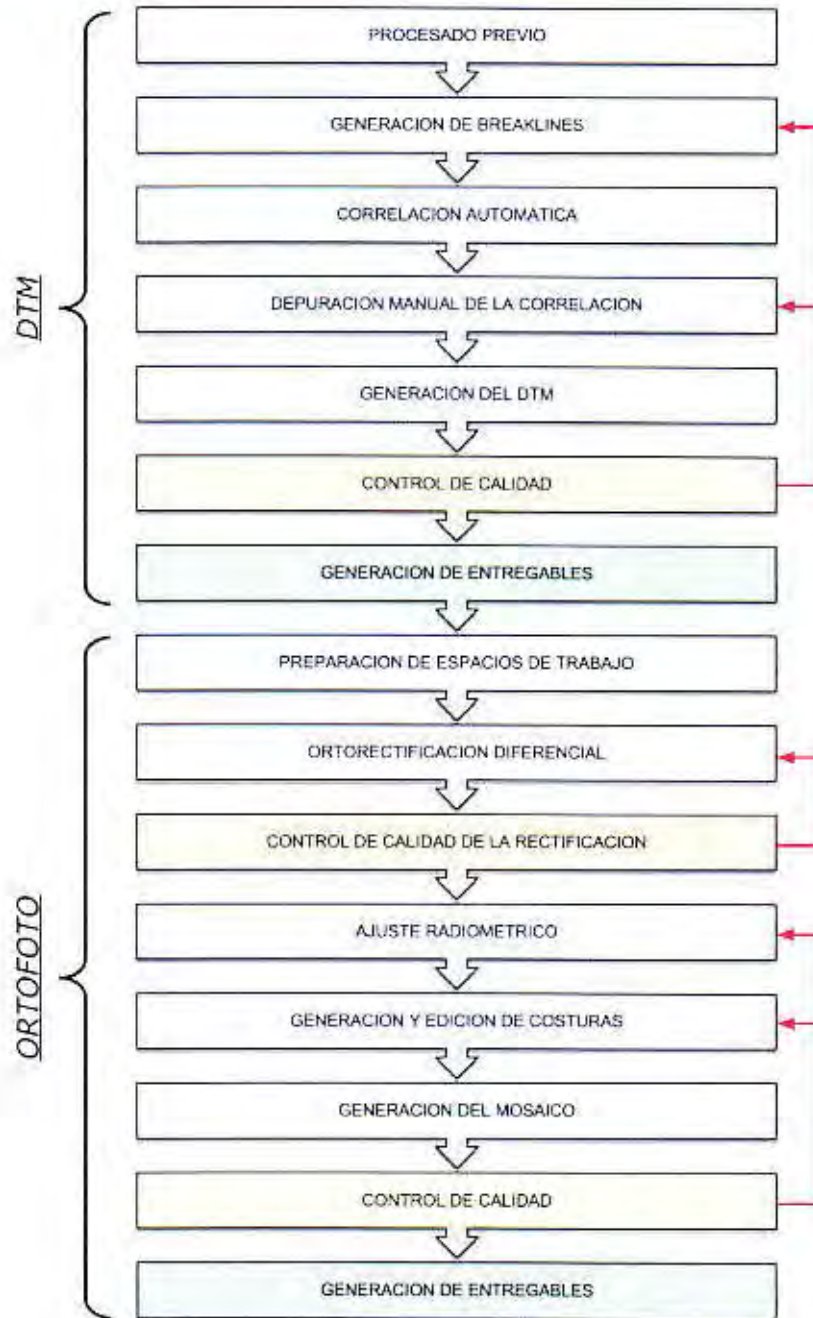 DTM
PROCESADO PREVIO
GENERACION DE BREAKLINES
CORRELACION AUTOMÁTICA
DEPURACION MANUAL DE LA CORRELACION
GENERACION DEL DTM
CONTROL DE CALIDAD
GENERACION DE ENTREGABLES
ORTOFOTO
PREPARACION DE ESPACIOS DE TRABAJO
ORTORECTIFICACION DIFERENCIAL
CONTROL DE CALIDAD DE LA RECTIFICACION
AJUSTE RADIOMETRICO
GENERACION Y EDICION DE COSTURAS
GENERACION DEL MOSAICO
CONTROL DE CALIDAD
GENERACION DE ENTREGABLES